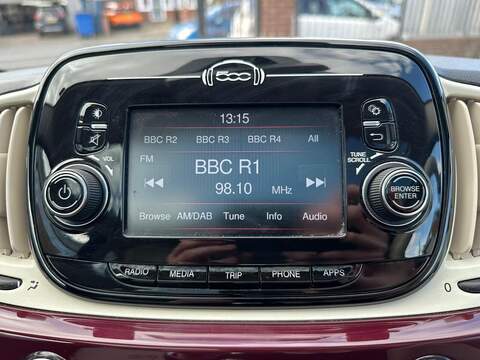 500
13:15
BBC R2 BBC R3 BBC R4 All
FM
BBC R1
98.10 MHz
Browse AM/DAB Tune Info Audio
VOL
TUNE
SCROLL
BROWSE
ENTER
RADIO MEDIA TRIP PHONE APPS
0